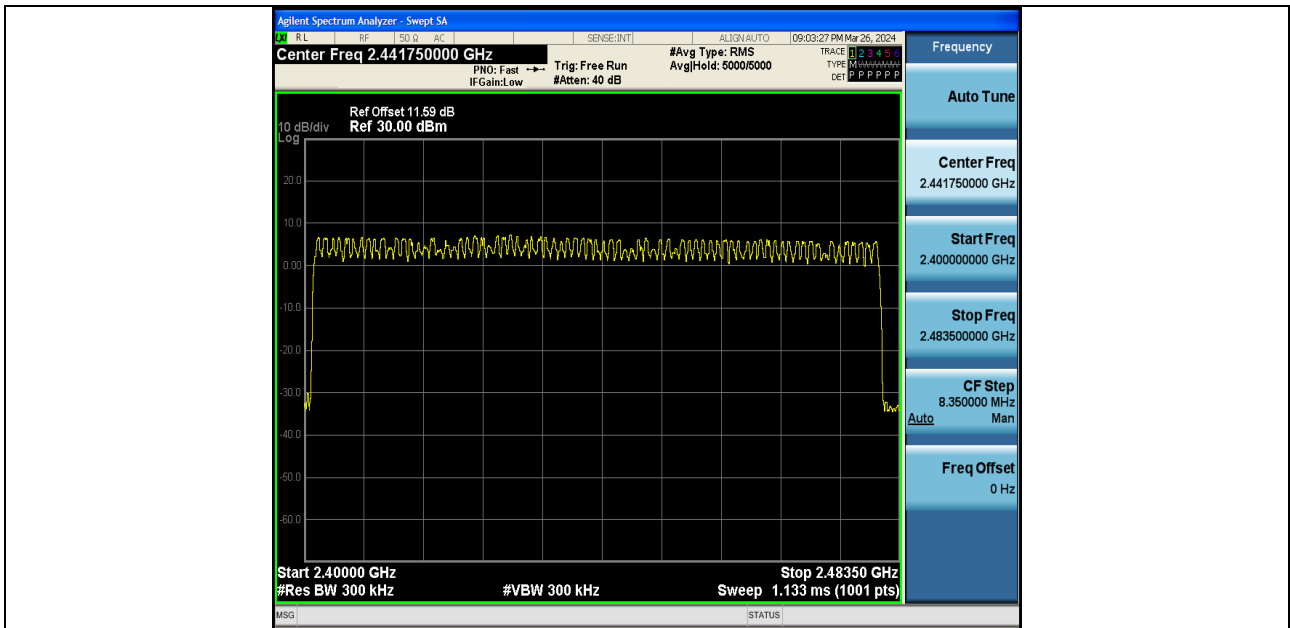 Agilent Spectrum Analyzer - Swept SA
LXI RL RF 50 Ω AC SENSE:INT ALIGN AUTO 09:03:27 PM Mar 26, 2024
Center Freq 2.441750000 GHz
PNO: Fast
IFGain:Low
Trig: Free Run
#Atten: 40 dB
#Avg Type: RMS
Avg|Hold: 5000/5000
TRACE 1 2 3 4 5 6
TYPE M
DET P P P P P P
Ref Offset 11.59 dB
10 dB/div Ref 30.00 dBm
Log
20.0
10.0
0.00
-10.0
-20.0
-30.0
-40.0
-50.0
-60.0
Start 2.40000 GHz Stop 2.48350 GHz
#Res BW 300 kHz #VBW 300 kHz Sweep 1.133 ms (1001 pts)
MSG STATUS
Frequency
Auto Tune
Center Freq
2.441750000 GHz
Start Freq
2.400000000 GHz
Stop Freq
2.483500000 GHz
CF Step
8.350000 MHz
Auto Man
Freq Offset
0 Hz